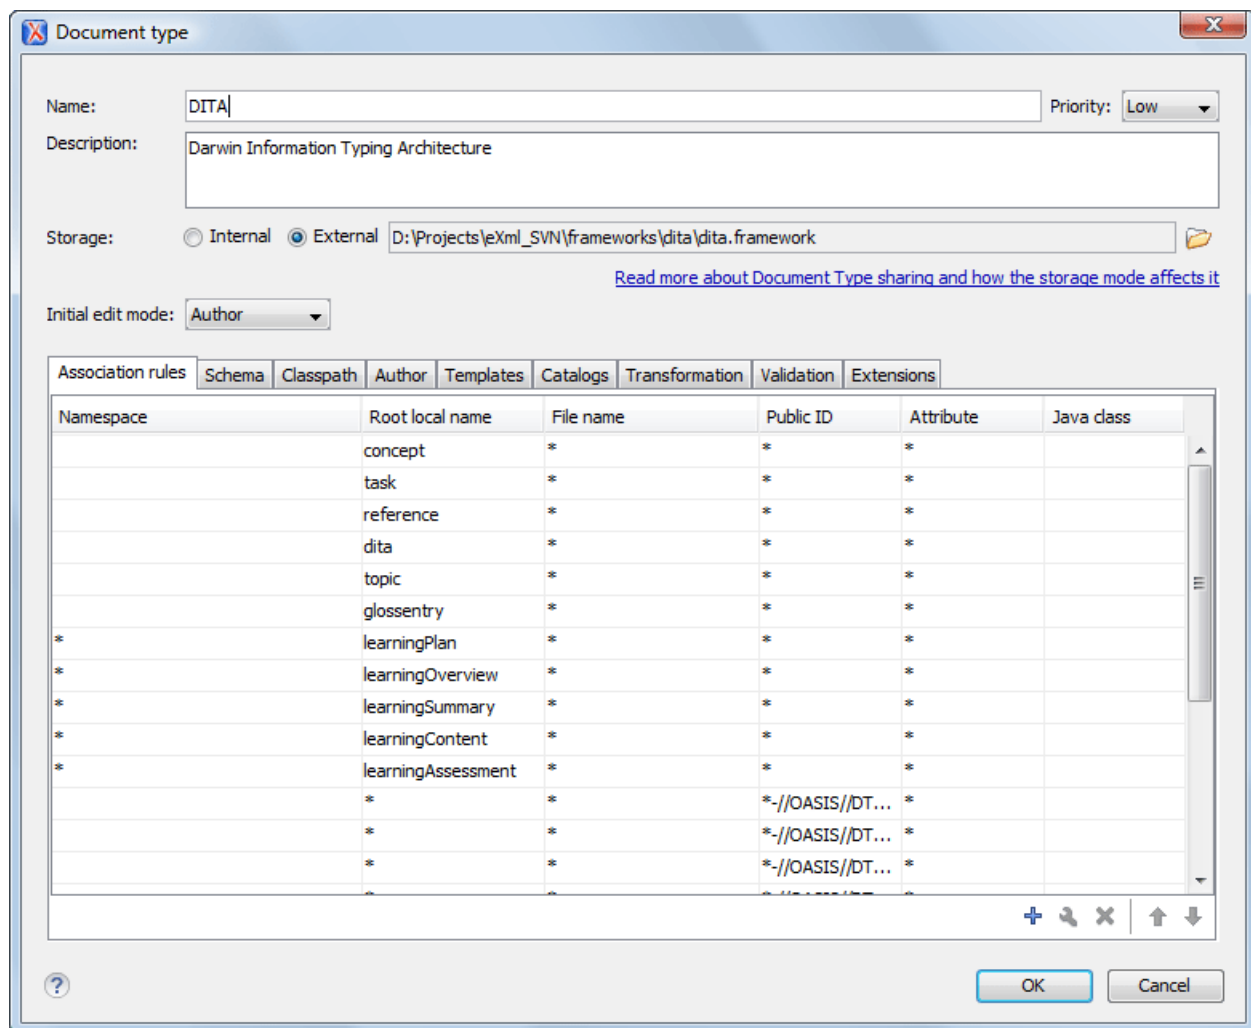 Document type
Name: DITA Priority: Low
Description: Darwin Information Typing Architecture
Storage: Internal External D:\Projects\eXml_SVN\frameworks\dita\dita.framework
Read more about Document Type sharing and how the storage mode affects it
Initial edit mode: Author
Association rules Schema Classpath Author Templates Catalogs Transformation Validation Extensions
Namespace Root local name File name Public ID Attribute Java class
concept * * *
task * * *
reference * * *
dita * * *
topic * * *
glossentry * * *
* learningPlan * * *
* learningOverview * * *
* learningSummary * * *
* learningContent * * *
* learningAssessment * * *
* * *-//OASIS//DT... *
* * *-//OASIS//DT... *
* * *-//OASIS//DT... *
OK Cancel